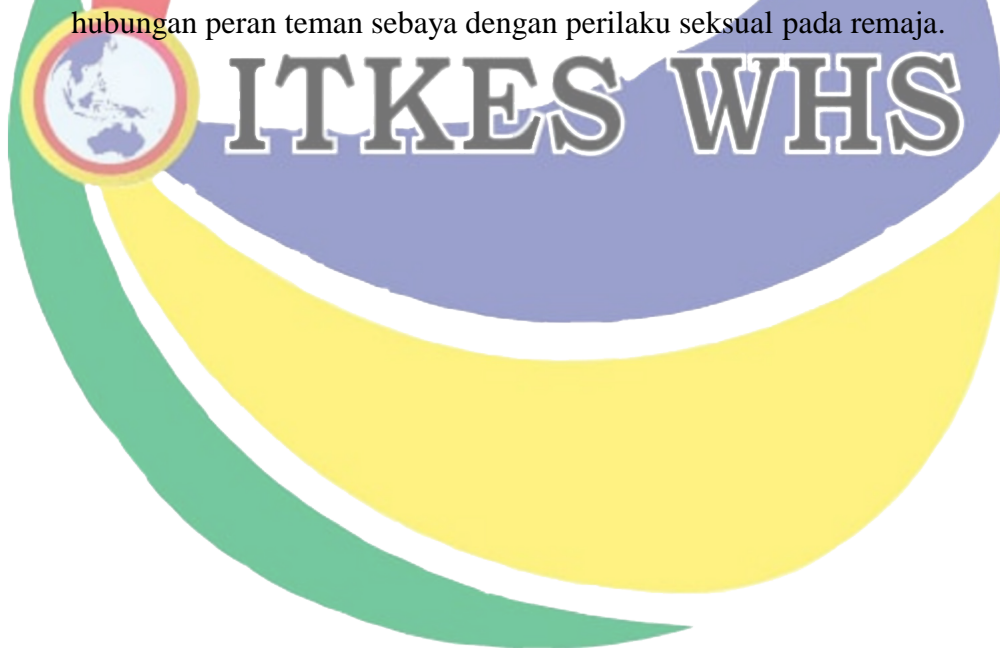 hubungan peran teman sebaya dengan perilaku seksual pada remaja.
ITKES WHS